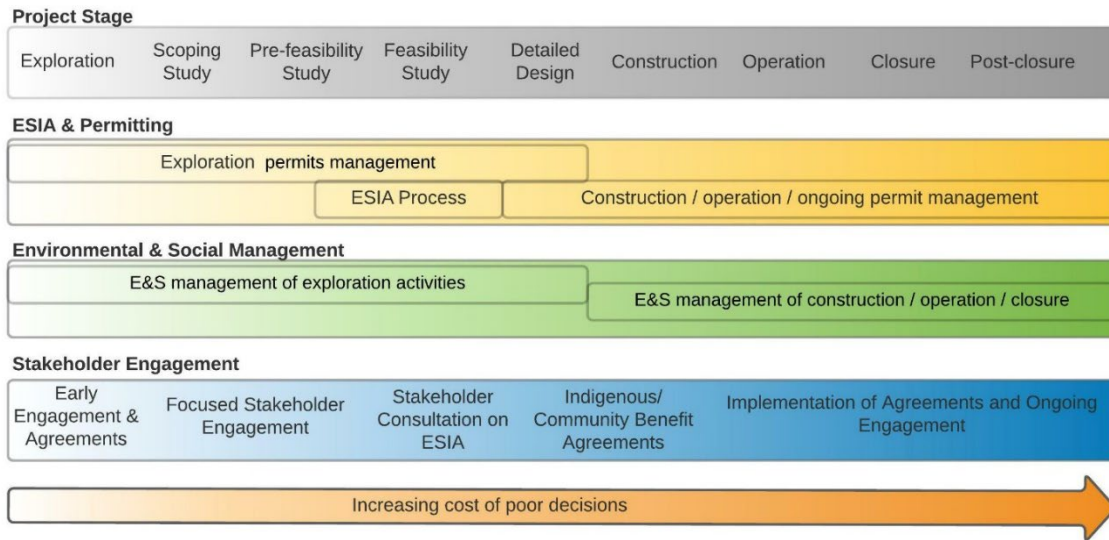 Project Stage
Exploration
Scoping
Study
Pre-feasibility
Study
Feasibility
Study
Detailed
Design
Construction
Operation
Closure
Post-closure
ESIA & Permitting
Exploration permits management
ESIA Process
Construction / operation / ongoing permit management
Environmental & Social Management
E&S management of exploration activities
E&S management of construction / operation / closure
Stakeholder Engagement
Early
Engagement &
Agreements
Focused Stakeholder
Engagement
Stakeholder
Consultation on
ESIA
Indigenous/
Community Benefit
Agreements
Implementation of Agreements and Ongoing
Engagement
Increasing cost of poor decisions